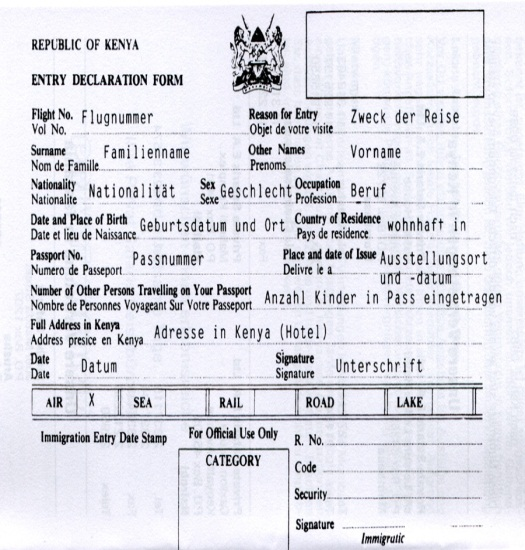 REPUBLIC OF KENYA
ENTRY DECLARATION FORM
Flight No. Flugnummer Reason for Entry Zweck der Reise
Vol No. Objet de votre visite
Surname Familienname Other Names Vorname
Nom de Famille Prenoms
Nationality Nationalität Sex Geschlecht Occupation Beruf
Nationalite Sexe Profession
Date and Place of Birth Geburtsdatum und Ort Country of Residence wohnhaft in
Date et lieu de Naissance Pays de residence
Passport No. Passnummer Place and date of Issue Ausstellungsort
Numero de Passeport Delivre le a und -datum
Number of Other Persons Travelling on Your Passport Anzahl Kinder in Pass eingetragen
Nombre de Personnes Voyageant Sur Votre Passeport
Full Address in Kenya Adresse in Kenya (Hotel)
Address presice en Kenya
Date Datum Signature Unterschrift
Date Signature
AIR X SEA RAIL ROAD LAKE
Immigration Entry Date Stamp For Official Use Only R. No.
CATEGORY Code
Security
Signature
Immigratic